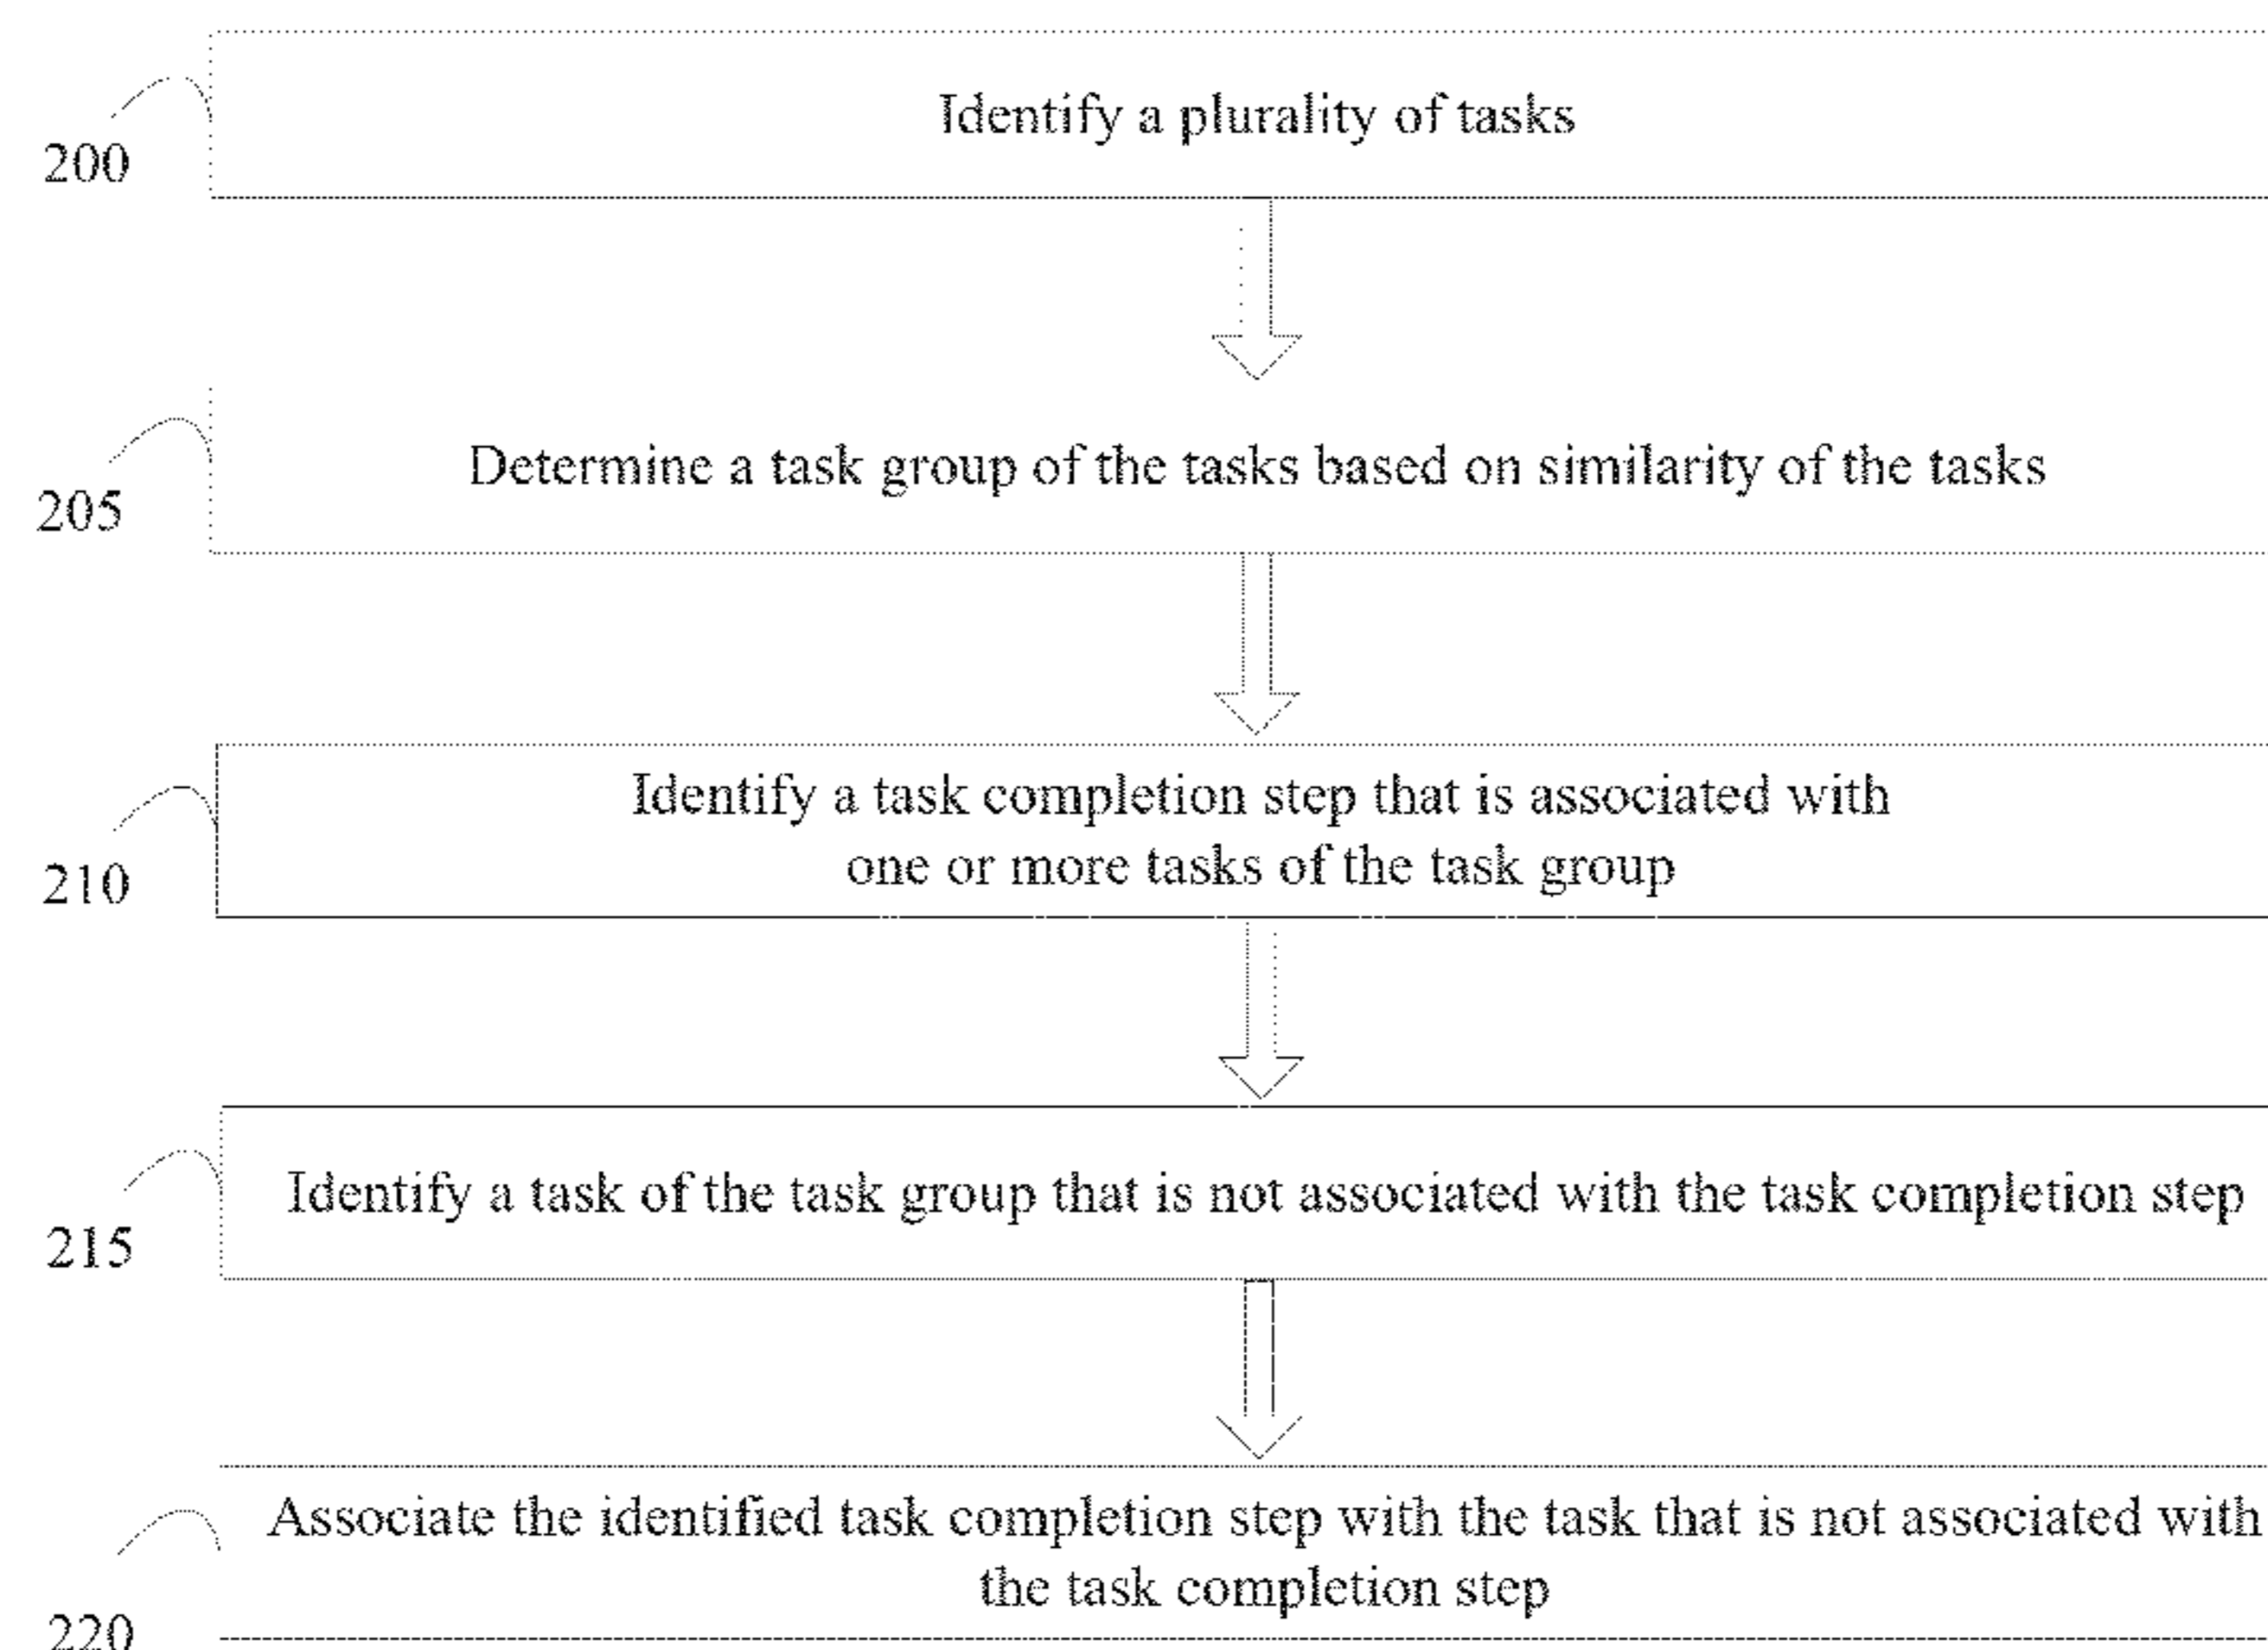 Identify a plurality of tasks
200
Determine a task group of the tasks based on similarity of the tasks
205
Identify a task completion step that is associated with
one or more tasks of the task group
210
Identify a task of the task group that is not associated with the task completion step
215
Associate the identified task completion step with the task that is not associated with
the task completion step
220